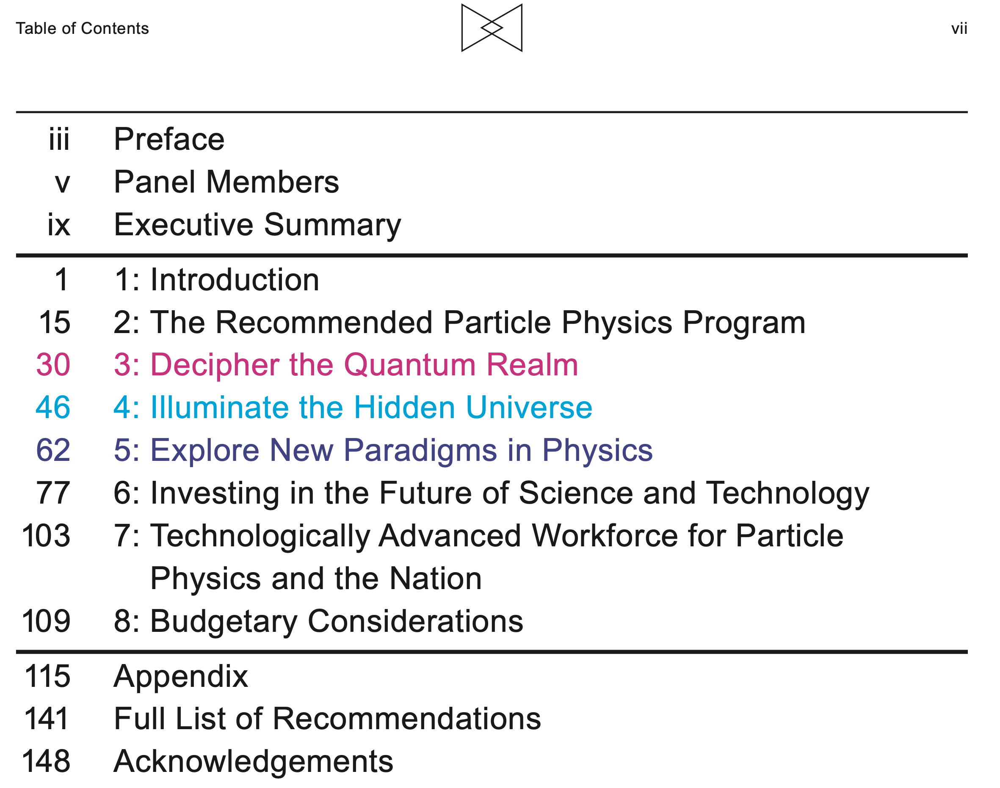 Table of Contents vii
iii Preface
v Panel Members
ix Executive Summary
1 1: Introduction
15 2: The Recommended Particle Physics Program
30 3: Decipher the Quantum Realm
46 4: Illuminate the Hidden Universe
62 5: Explore New Paradigms in Physics
77 6: Investing in the Future of Science and Technology
103 7: Technologically Advanced Workforce for Particle
Physics and the Nation
109 8: Budgetary Considerations
115 Appendix
141 Full List of Recommendations
148 Acknowledgements